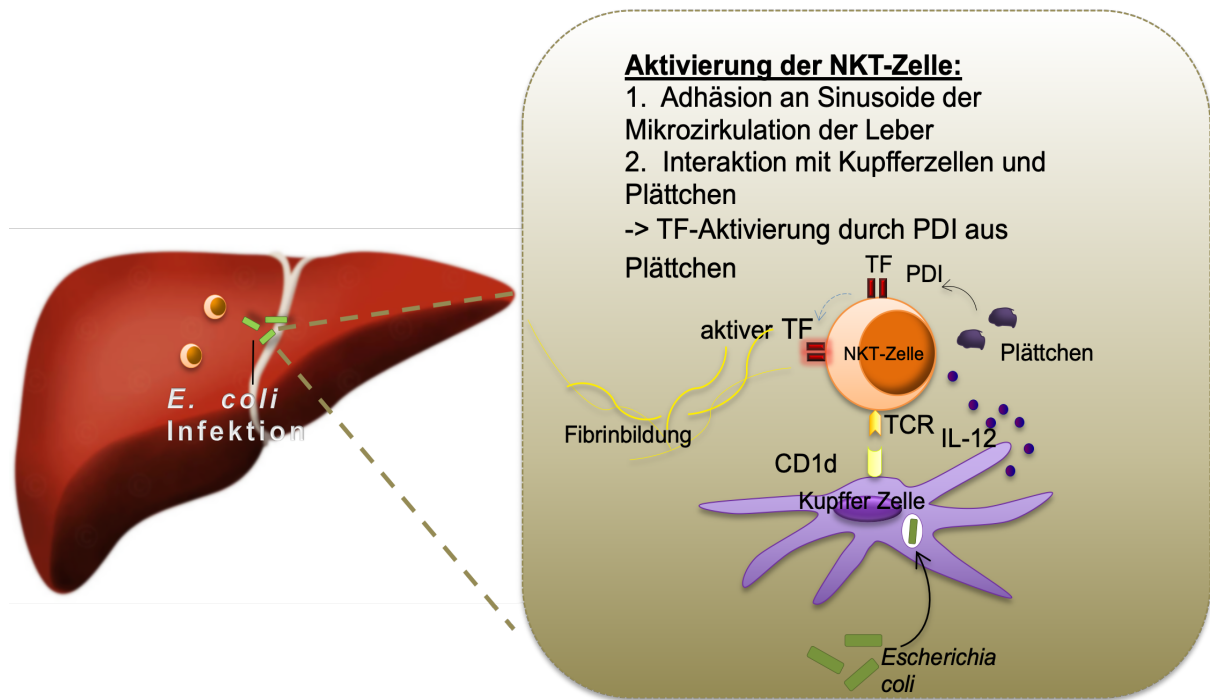 Aktivierung der NKT-Zelle:
1. Adhäsion an Sinusoide der
Mikrozirkulation der Leber
2. Interaktion mit Kupfferzellen und
Plättchen
-> TF-Aktivierung durch PDI aus
Plättchen
TF
PDI
aktiver TF
NKT-Zelle
Plättchen
E. coli
Infektion
Fibrinbildung
TCR
IL-12
CD1d
Kupffer Zelle
Escherichia
coli